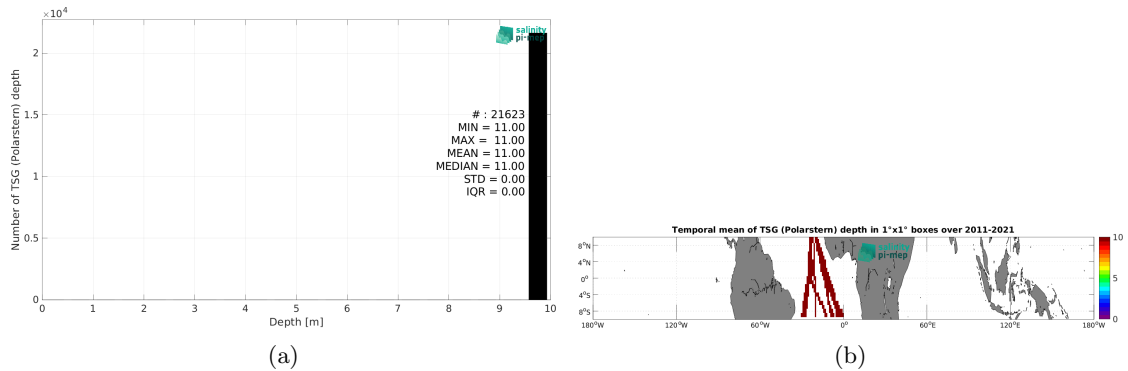 ×10⁴
salinity
pi-mep
2
1.5
1
0.5
0
Number of TSG (Polarstern) depth
# : 21623
MIN = 11.00
MAX = 11.00
MEAN = 11.00
MEDIAN = 11.00
STD = 0.00
IQR = 0.00
0 1 2 3 4 5 6 7 8 9 10
Depth [m]
(a)
Temporal mean of TSG (Polarstern) depth in 1°x1° boxes over 2011-2021
salinity
pi-mep
8°N
4°N
0°
4°S
8°S
180°W 120°W 60°W 0° 60°E 120°E 180°W
10
8
6
4
2
0
(b)